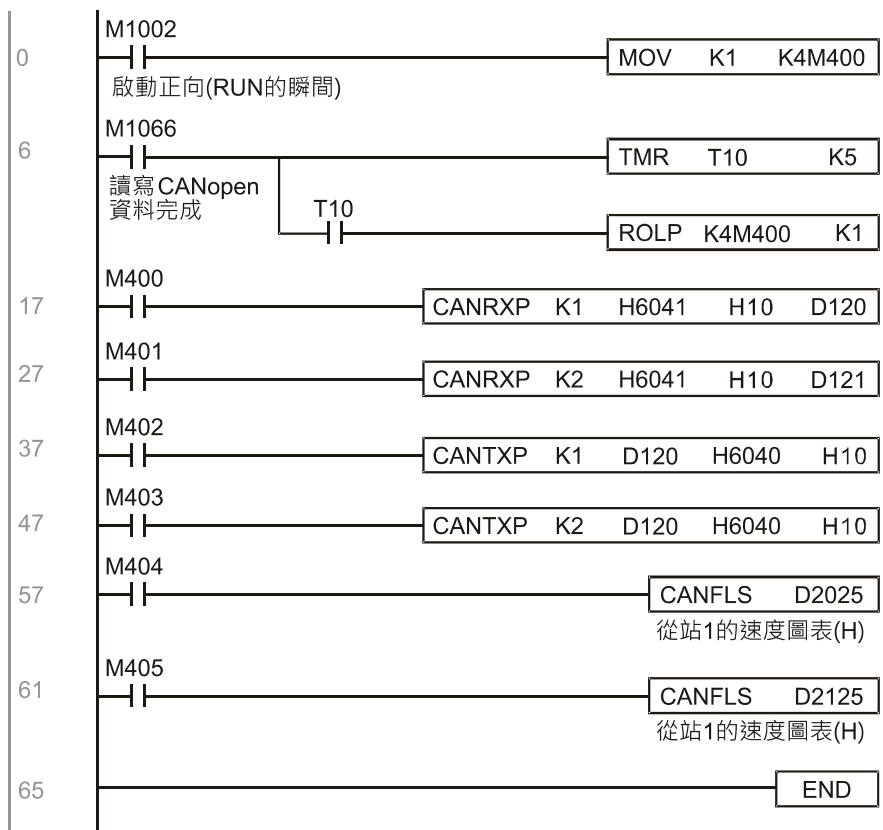 M1002
0 MOV K1 K4M400
啟動正向(RUN的瞬間)
M1066
6 TMR T10 K5
讀寫CANopen
資料完成
T10
ROLP K4M400 K1
M400
17 CANRXP K1 H6041 H10 D120
M401
27 CANRXP K2 H6041 H10 D121
M402
37 CANTXP K1 D120 H6040 H10
M403
47 CANTXP K2 D120 H6040 H10
M404
57 CANFLS D2025
從站1的速度圖表(H)
M405
61 CANFLS D2125
從站1的速度圖表(H)
65 END